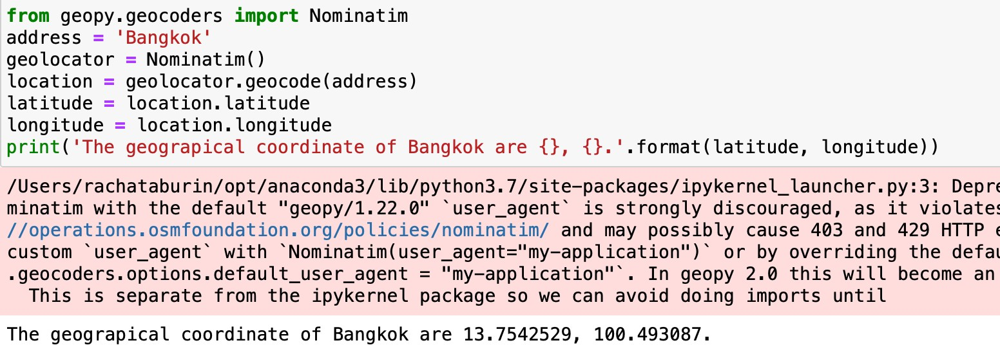 from geopy.geocoders import Nominatim
address = 'Bangkok'
geolocator = Nominatim()
location = geolocator.geocode(address)
latitude = location.latitude
longitude = location.longitude
print('The geograpical coordinate of Bangkok are {}, {}.'.format(latitude, longitude))
/Users/rachataburin/opt/anaconda3/lib/python3.7/site-packages/ipykernel_launcher.py:3: Depre
minatim with the default "geopy/1.22.0" `user_agent` is strongly discouraged, as it violates
//operations.osmfoundation.org/policies/nominatim/ and may possibly cause 403 and 429 HTTP e
custom `user_agent` with `Nominatim(user_agent="my-application")` or by overriding the defau
.geocoders.options.default_user_agent = "my-application"`. In geopy 2.0 this will become an
This is separate from the ipykernel package so we can avoid doing imports until
The geograpical coordinate of Bangkok are 13.7542529, 100.493087.